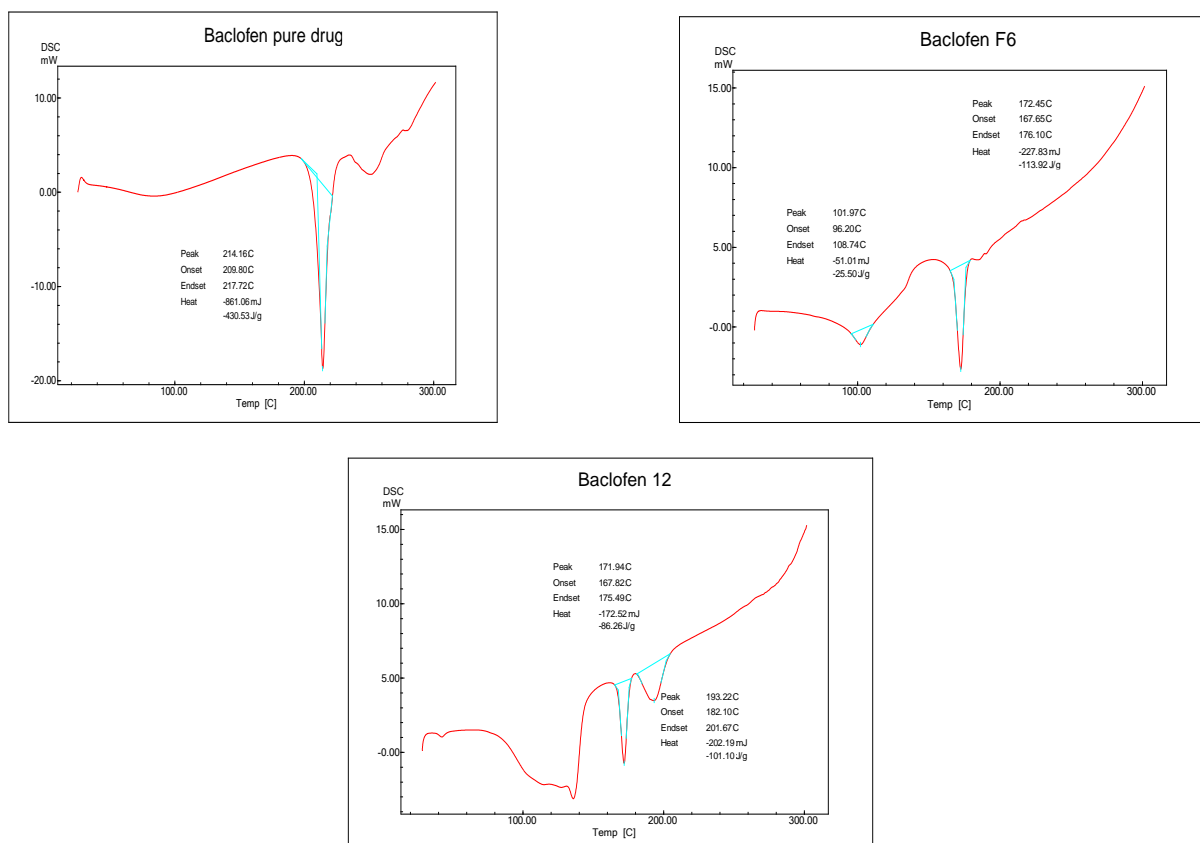 Baclofen pure drug
DSC
mW
10.00
0.00
-10.00
-20.00
Peak 214.16C
Onset 209.80C
Endset 217.72C
Heat -861.06mJ
-430.53J/g
100.00 200.00 300.00
Temp [C]
Baclofen F6
DSC
mW
15.00
10.00
5.00
-0.00
Peak 172.45C
Onset 167.65C
Endset 176.10C
Heat -227.83mJ
-113.92J/g
Peak 101.97C
Onset 96.20C
Endset 108.74C
Heat -51.01mJ
-25.50J/g
100.00 200.00 300.00
Temp [C]
Baclofen 12
DSC
mW
15.00
10.00
5.00
-0.00
Peak 171.94C
Onset 167.82C
Endset 175.49C
Heat -172.52mJ
-86.26J/g
Peak 193.22C
Onset 182.10C
Endset 201.67C
Heat -202.19mJ
-101.10J/g
100.00 200.00 300.00
Temp [C]